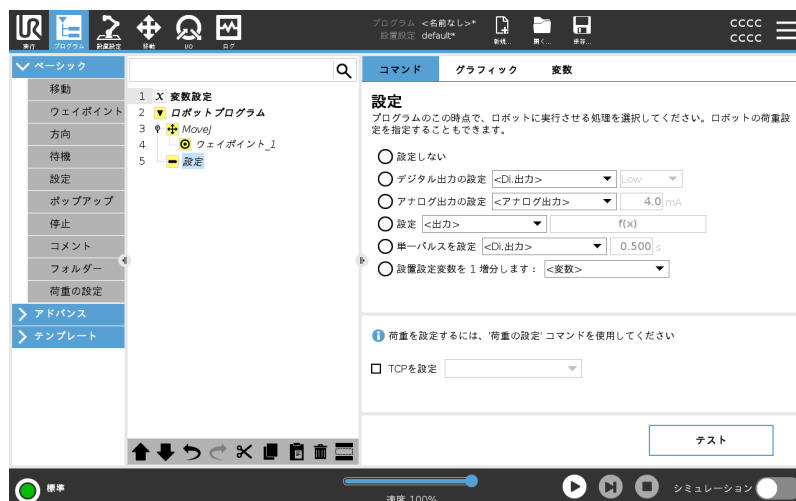 UR
実行
プログラム
設置設定
移動
I/O
ログ
プログラム <名前なし>*
設置設定 default*
新規...
開く...
保存...
CCCC
CCCC
ベーシック
移動
ウェイポイント
方向
待機
設定
ポップアップ
停止
コメント
フォルダー
荷重の設定
アドバンス
テンプレート
1 X 変数設定
2 ロボットプログラム
3 MoveJ
4 ウェイポイント_1
5 設定
コマンド グラフィック 変数
設定
プログラムのこの時点で、ロボットに実行させる処理を選択してください。ロボットの荷重設
定を指定することもできます。
設定しない
デジタル出力の設定 <Di.出力> Low
アナログ出力の設定 <アナログ出力> 4.0 mA
設定 <出力> f(x)
単一パルスを設定 <Di.出力> 0.500 s
設置設定変数を 1 増分します： <変数>
荷重を設定するには、'荷重の設定' コマンドを使用してください
TCPを設定
テスト
標準
速度 100%
シミュレーション